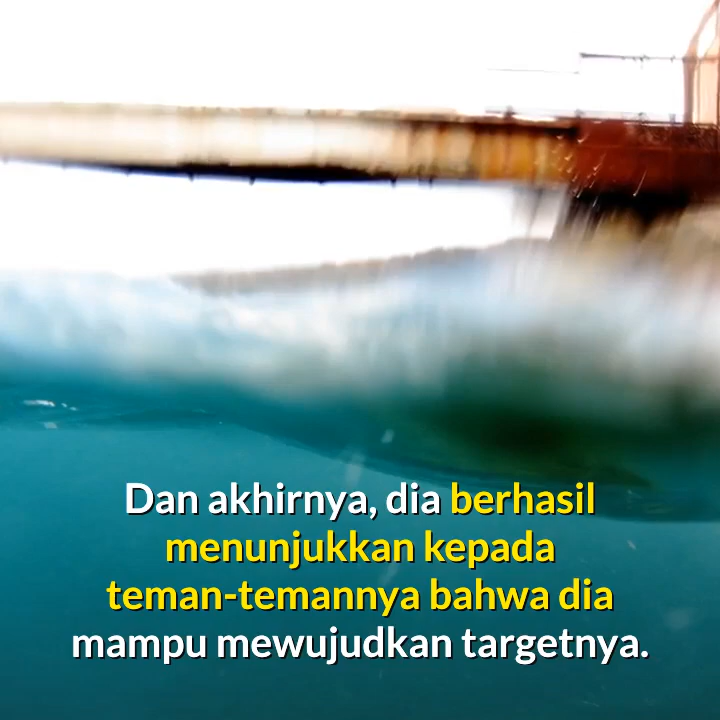 Dan akhirnya, dia berhasil
menunjukkan kepada
teman-temannya bahwa dia
mampu mewujudkan targetnya.